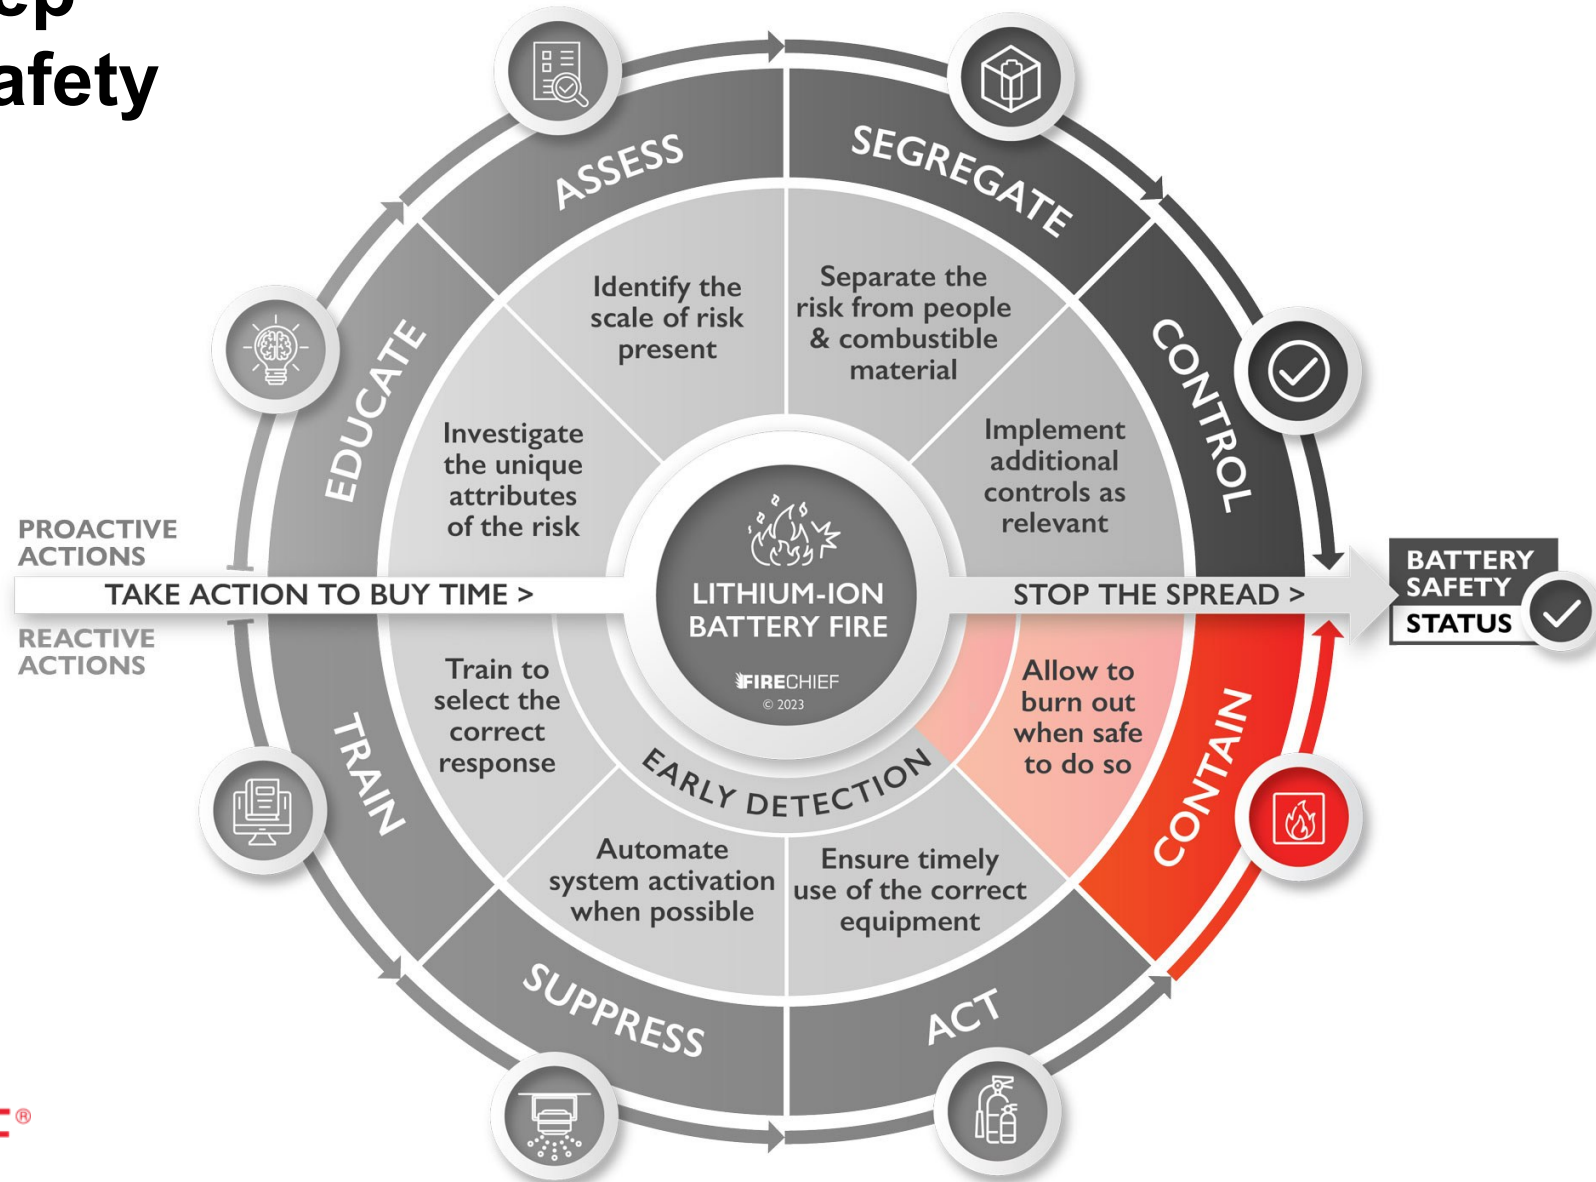 afety
ASSESS
SEGREGATE
EDUCATE
CONTROL
Identify the
scale of risk
present
Separate the
risk from people
& combustible
material
Investigate
the unique
attributes
of the risk
Implement
additional
controls as
relevant
PROACTIVE
ACTIONS
TAKE ACTION TO BUY TIME >
LITHIUM-ION
BATTERY FIRE
FIRECHIEF
© 2023
STOP THE SPREAD >
BATTERY
SAFETY
STATUS
REACTIVE
ACTIONS
Train to
select the
correct
response
Allow to
burn out
when safe
to do so
EARLY DETECTION
Automate
system activation
when possible
Ensure timely
use of the correct
equipment
TRAIN
CONTAIN
SUPPRESS
ACT
®